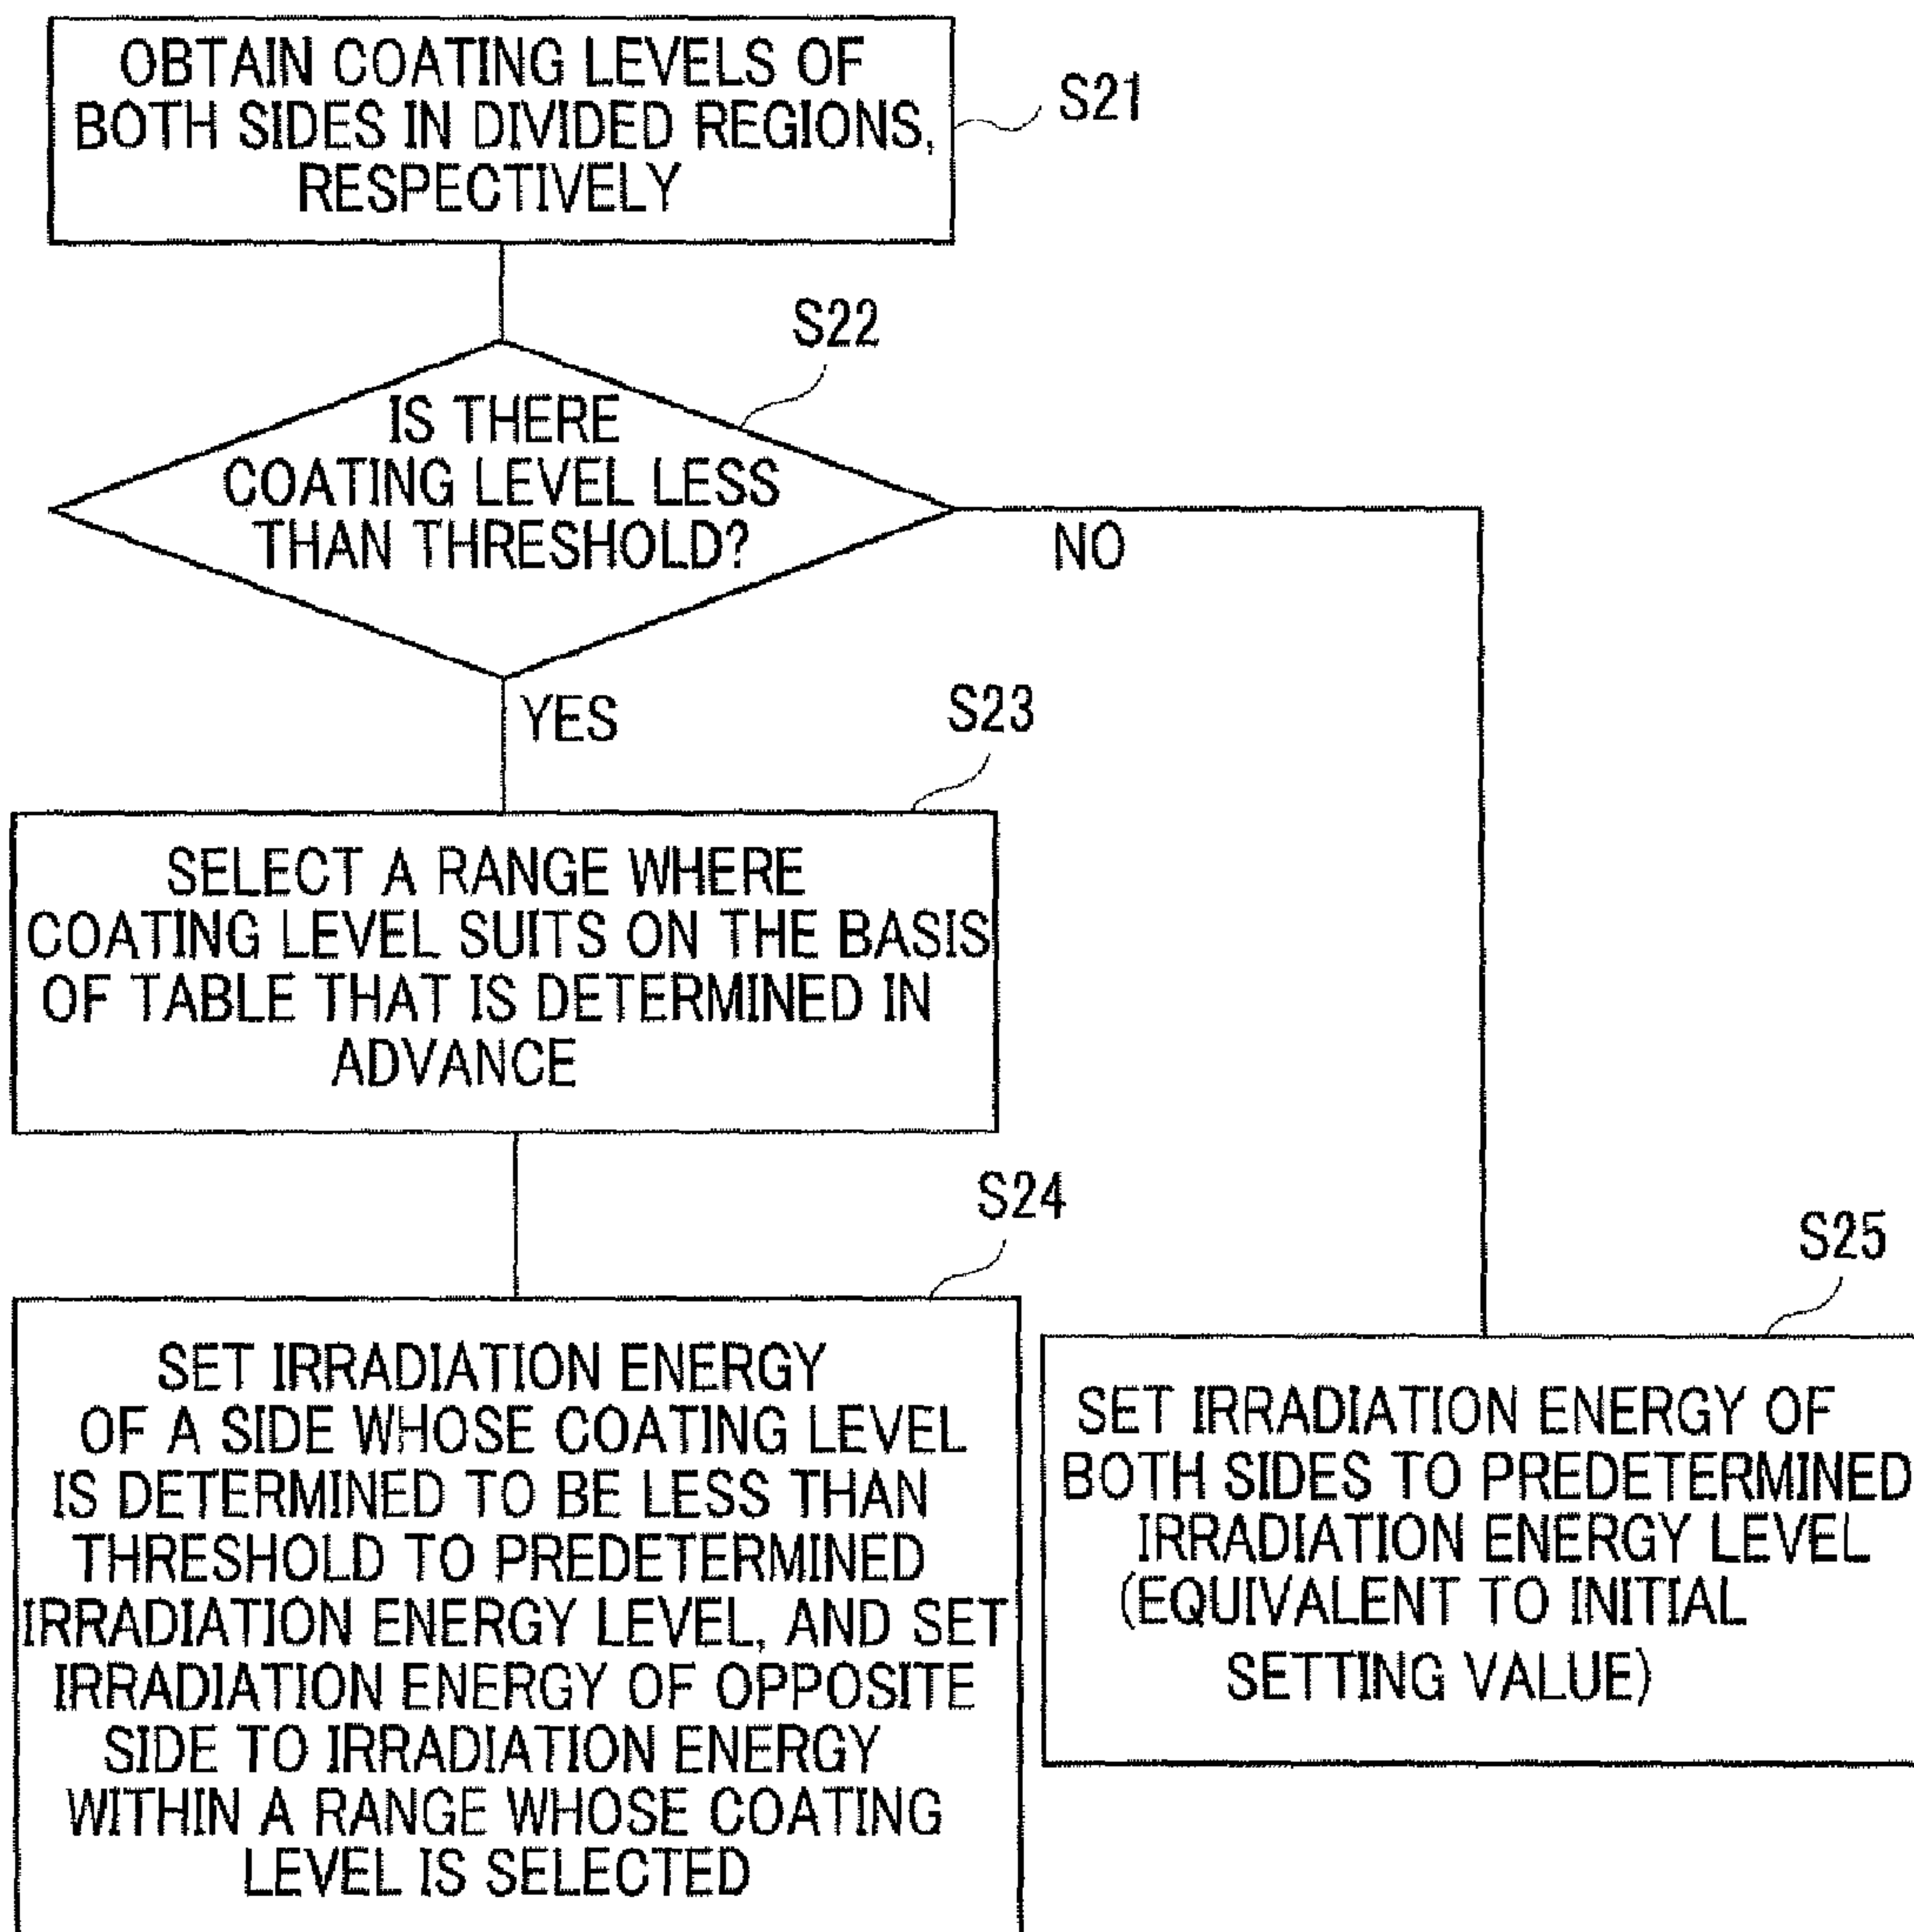 OBTAIN COATING LEVELS OF
BOTH SIDES IN DIVIDED REGIONS,
RESPECTIVELY
S21
S22
IS THERE
COATING LEVEL LESS
THAN THRESHOLD?
NO
YES
S23
SELECT A RANGE WHERE
COATING LEVEL SUITS ON THE BASIS
OF TABLE THAT IS DETERMINED IN
ADVANCE
S24
SET IRRADIATION ENERGY
OF A SIDE WHOSE COATING LEVEL
IS DETERMINED TO BE LESS THAN
THRESHOLD TO PREDETERMINED
IRRADIATION ENERGY LEVEL, AND SET
IRRADIATION ENERGY OF OPPOSITE
SIDE TO IRRADIATION ENERGY
WITHIN A RANGE WHOSE COATING
LEVEL IS SELECTED
S25
SET IRRADIATION ENERGY OF
BOTH SIDES TO PREDETERMINED
IRRADIATION ENERGY LEVEL
(EQUIVALENT TO INITIAL
SETTING VALUE)